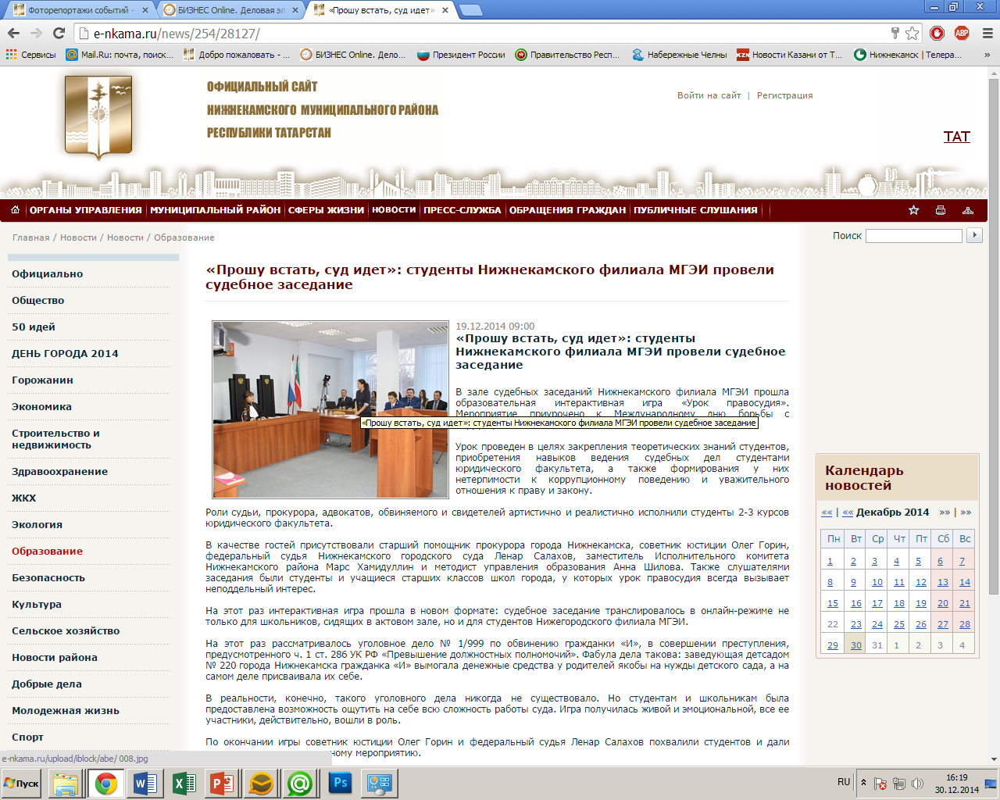 Фоторепортажи событий -
БИЗНЕС Online. Деловая эл
«Прошу встать, суд идет»
e-nkama.ru/news/254/28127/
ABP
Сервисы
Mail.Ru: почта, поиск...
Добро пожаловать - ...
БИЗНЕС Online. Дело...
Президент России
Правительство Респ...
Набережные Челны
KZN
Новости Казани от Т...
Нижнекамск | Телера...
»
ОФИЦИАЛЬНЫЙ САЙТ
НИЖНЕКАМСКОГО МУНИЦИПАЛЬНОГО РАЙОНА
РЕСПУБЛИКИ ТАТАРСТАН
Войти на сайт | Регистрация
ТАТ
ОРГАНЫ УПРАВЛЕНИЯ
МУНИЦИПАЛЬНЫЙ РАЙОН
СФЕРЫ ЖИЗНИ
НОВОСТИ
ПРЕСС-СЛУЖБА
ОБРАЩЕНИЯ ГРАЖДАН
ПУБЛИЧНЫЕ СЛУШАНИЯ
Главная / Новости / Новости / Образование
Поиск
Официально
Общество
50 идей
ДЕНЬ ГОРОДА 2014
Горожанин
Экономика
Строительство и
недвижимость
Здравоохранение
ЖКХ
Экология
Образование
Безопасность
Культура
Сельское хозяйство
Новости района
Добрые дела
Молодежная жизнь
Спорт
«Прошу встать, суд идет»: студенты Нижнекамского филиала МГЭИ провели
судебное заседание
19.12.2014 09:00
«Прошу встать, суд идет»: студенты
Нижнекамского филиала МГЭИ провели судебное
заседание
В зале судебных заседаний Нижнекамского филиала МГЭИ прошла
образовательная интерактивная игра «Урок правосудия».
Мероприятие приурочено к Международному дню борьбы с
«Прошу встать, суд идет»: студенты Нижнекамского филиала МГЭИ провели судебное заседание
Урок проведен в целях закрепления теоретических знаний студентов,
приобретения навыков ведения судебных дел студентами
юридического факультета, а также формирования у них
нетерпимости к коррупционному поведению и уважительного
отношения к праву и закону.
Роли судьи, прокурора, адвокатов, обвиняемого и свидетелей артистично и реалистично исполнили студенты 2-3 курсов
юридического факультета.
В качестве гостей присутствовали старший помощник прокурора города Нижнекамска, советник юстиции Олег Горин,
федеральный судья Нижнекамского городского суда Ленар Салахов, заместитель Исполнительного комитета
Нижнекамского района Марс Хамидуллин и методист управления образования Анна Шилова. Также слушателями
заседания были студенты и учащиеся старших классов школ города, у которых урок правосудия всегда вызывает
неподдельный интерес.
На этот раз интерактивная игра прошла в новом формате: судебное заседание транслировалось в онлайн-режиме не
только для школьников, сидящих в актовом зале, но и для студентов Нижегородского филиала МГЭИ.
На этот раз рассматривалось уголовное дело № 1/999 по обвинению гражданки «И», в совершении преступления,
предусмотренного ч. 1 ст. 286 УК РФ «Превышение должностных полномочий». Фабула дела такова: заведующая детсадом
№ 220 города Нижнекамска гражданка «И» вымогала денежные средства у родителей якобы на нужды детского сада, а на
самом деле присваивала их себе.
В реальности, конечно, такого уголовного дела никогда не существовало. Но студентам и школьникам была
предоставлена возможность ощутить на себе всю сложность работы суда. Игра получилась живой и эмоциональной, все ее
участники, действительно, вошли в роль.
По окончании игры советник юстиции Олег Горин и федеральный судья Ленар Салахов похвалили студентов и дали
ному мероприятию.
Календарь
новостей
«« | «« Декабрь 2014 »» | »»
Пн Вт Ср Чт Пт Сб Вс
1 2 3 4 5 6 7
8 9 10 11 12 13 14
15 16 17 18 19 20 21
22 23 24 25 26 27 28
29 30 31 1 2 3 4
e-nkama.ru/upload/iblock/abe/ 008.jpg
Пуск
Ps
RU
16:19
30.12.2014